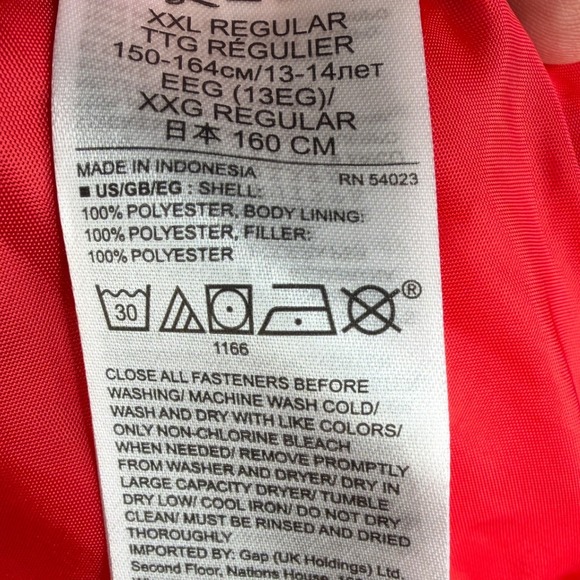 XXL REGULAR
TTG RÉGULIER
150-164см/13-14лет
EEG (13EG)/
XXG REGULAR
日本 160 CM
MADE IN INDONESIA
RN 54023
■ US/GB/EG : SHELL:
100% POLYESTER, BODY LINING:
100% POLYESTER, FILLER:
100% POLYESTER
30
®
1166
CLOSE ALL FASTENERS BEFORE
WASHING/ MACHINE WASH COLD/
WASH AND DRY WITH LIKE COLORS/
ONLY NON-CHLORINE BLEACH
WHEN NEEDED/ REMOVE PROMPTLY
FROM WASHER AND DRYER/ DRY IN
LARGE CAPACITY DRYER/ TUMBLE
DRY LOW/ COOL IRON/ DO NOT DRY
CLEAN/ MUST BE RINSED AND DRIED
THOROUGHLY
IMPORTED BY: Gap (UK Holdings) Ltd.
Second Floor, Nations House,